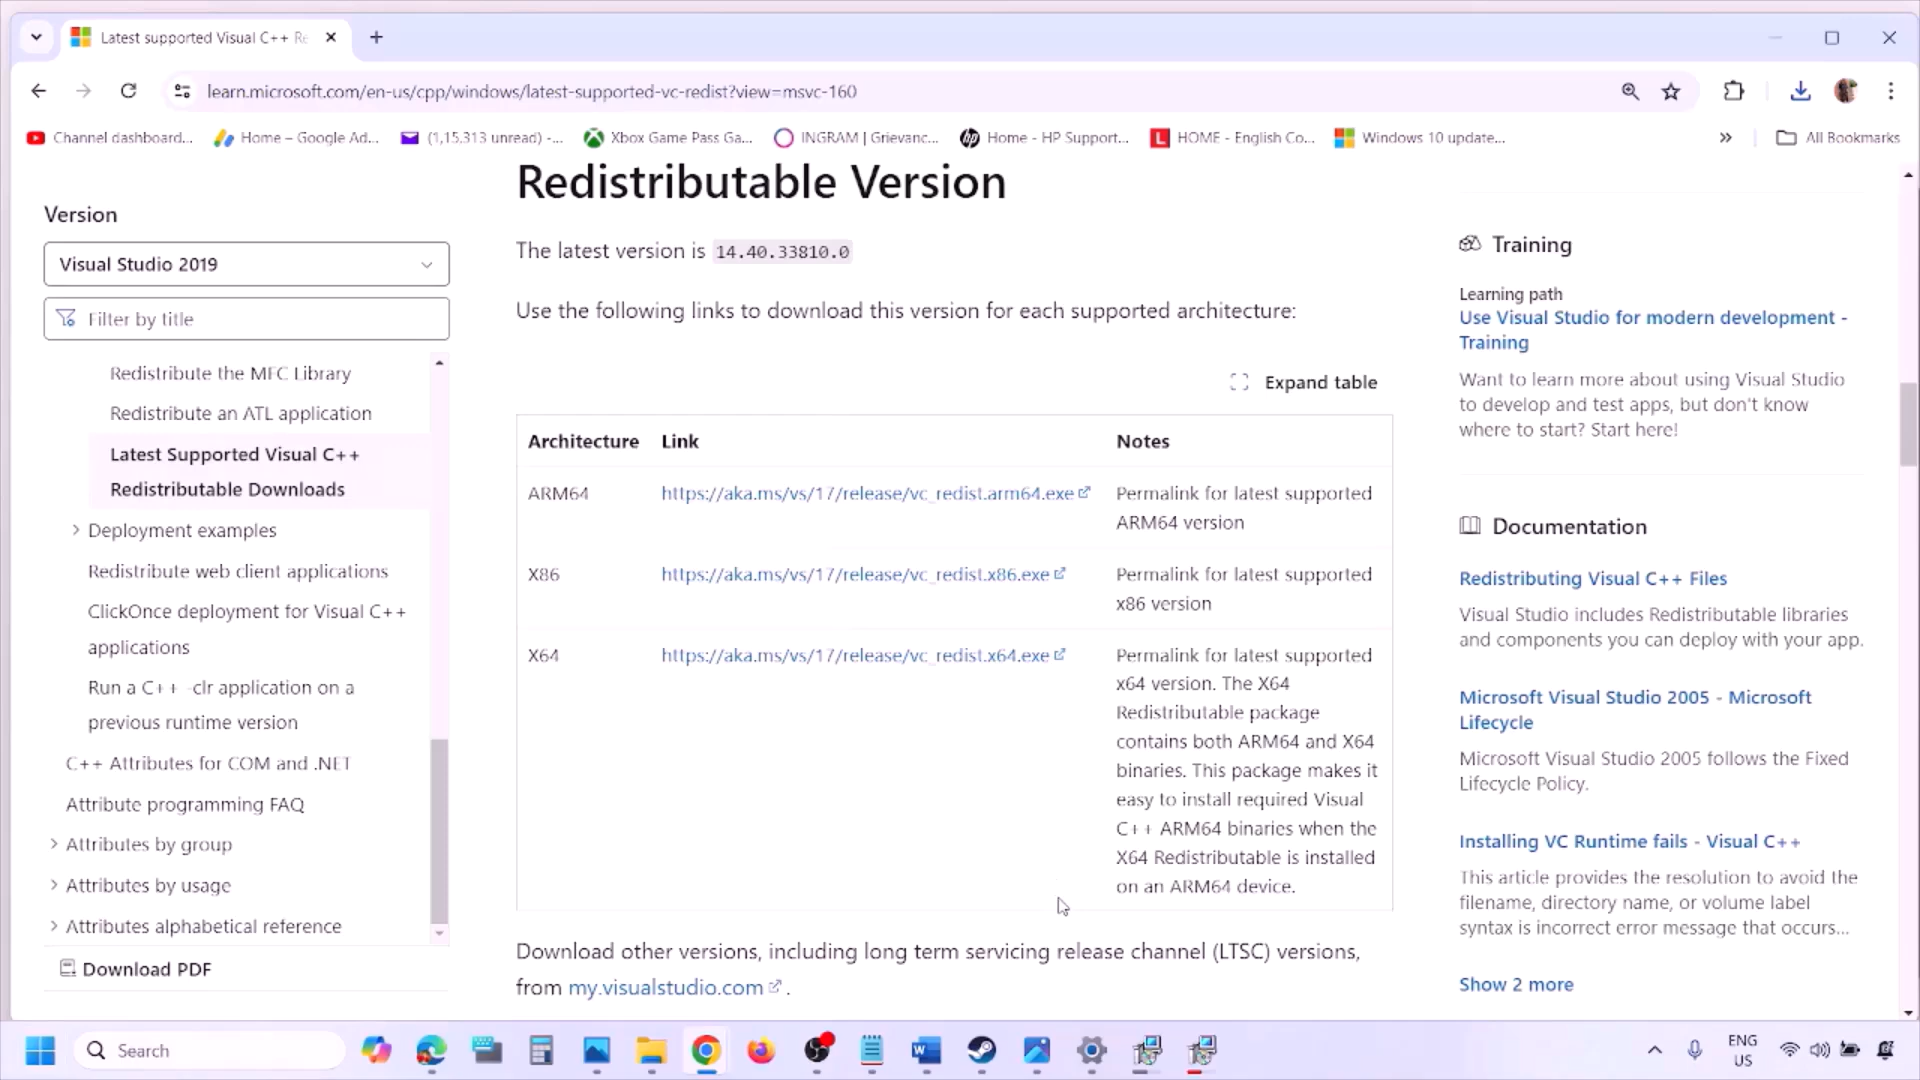 Latest supported Visual C++ Re
learn.microsoft.com/en-us/cpp/windows/latest-supported-vc-redist?view=msvc-160
Channel dashboard...
Home – Google Ad...
(1,15,313 unread) -...
Xbox Game Pass Ga...
INGRAM | Grievanc...
Home - HP Support...
HOME - English Co...
Windows 10 update...
All Bookmarks
Version
Visual Studio 2019
Filter by title
Redistribute the MFC Library
Redistribute an ATL application
Latest Supported Visual C++
Redistributable Downloads
Deployment examples
Redistribute web client applications
ClickOnce deployment for Visual C++
applications
Run a C++ -clr application on a
previous runtime version
C++ Attributes for COM and .NET
Attribute programming FAQ
Attributes by group
Attributes by usage
Attributes alphabetical reference
Download PDF
Redistributable Version
The latest version is 14.40.33810.0
Use the following links to download this version for each supported architecture:
Expand table
Architecture Link Notes
ARM64 https://aka.ms/vs/17/release/vc_redist.arm64.exe Permalink for latest supported
ARM64 version
X86 https://aka.ms/vs/17/release/vc_redist.x86.exe Permalink for latest supported
x86 version
X64 https://aka.ms/vs/17/release/vc_redist.x64.exe Permalink for latest supported
x64 version. The X64
Redistributable package
contains both ARM64 and X64
binaries. This package makes it
easy to install required Visual
C++ ARM64 binaries when the
X64 Redistributable is installed
on an ARM64 device.
Download other versions, including long term servicing release channel (LTSC) versions,
from my.visualstudio.com .
Training
Learning path
Use Visual Studio for modern development -
Training
Want to learn more about using Visual Studio
to develop and test apps, but don't know
where to start? Start here!
Documentation
Redistributing Visual C++ Files
Visual Studio includes Redistributable libraries
and components you can deploy with your app.
Microsoft Visual Studio 2005 - Microsoft
Lifecycle
Microsoft Visual Studio 2005 follows the Fixed
Lifecycle Policy.
Installing VC Runtime fails - Visual C++
This article provides the resolution to avoid the
filename, directory name, or volume label
syntax is incorrect error message that occurs...
Show 2 more
Search
ENG
US